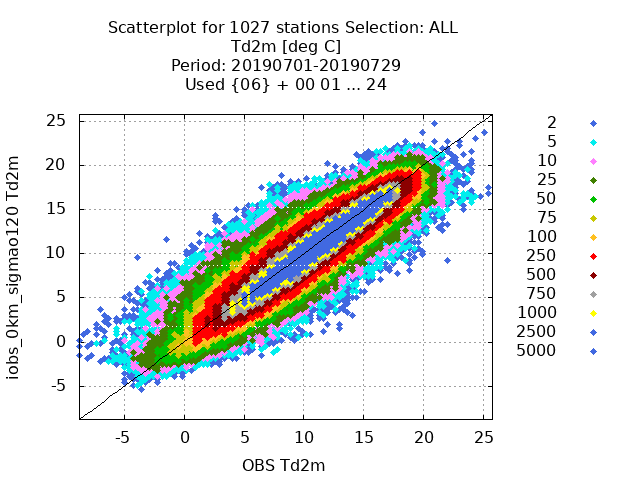 Scatterplot for 1027 stations Selection: ALL
Td2m [deg C]
Period: 20190701-20190729
Used {06} + 00 01 ... 24
iobs_0km_sigmao120 Td2m
25
20
15
10
5
0
-5
-5 0 5 10 15 20 25
OBS Td2m
2
5
10
25
50
75
100
250
500
750
1000
2500
5000